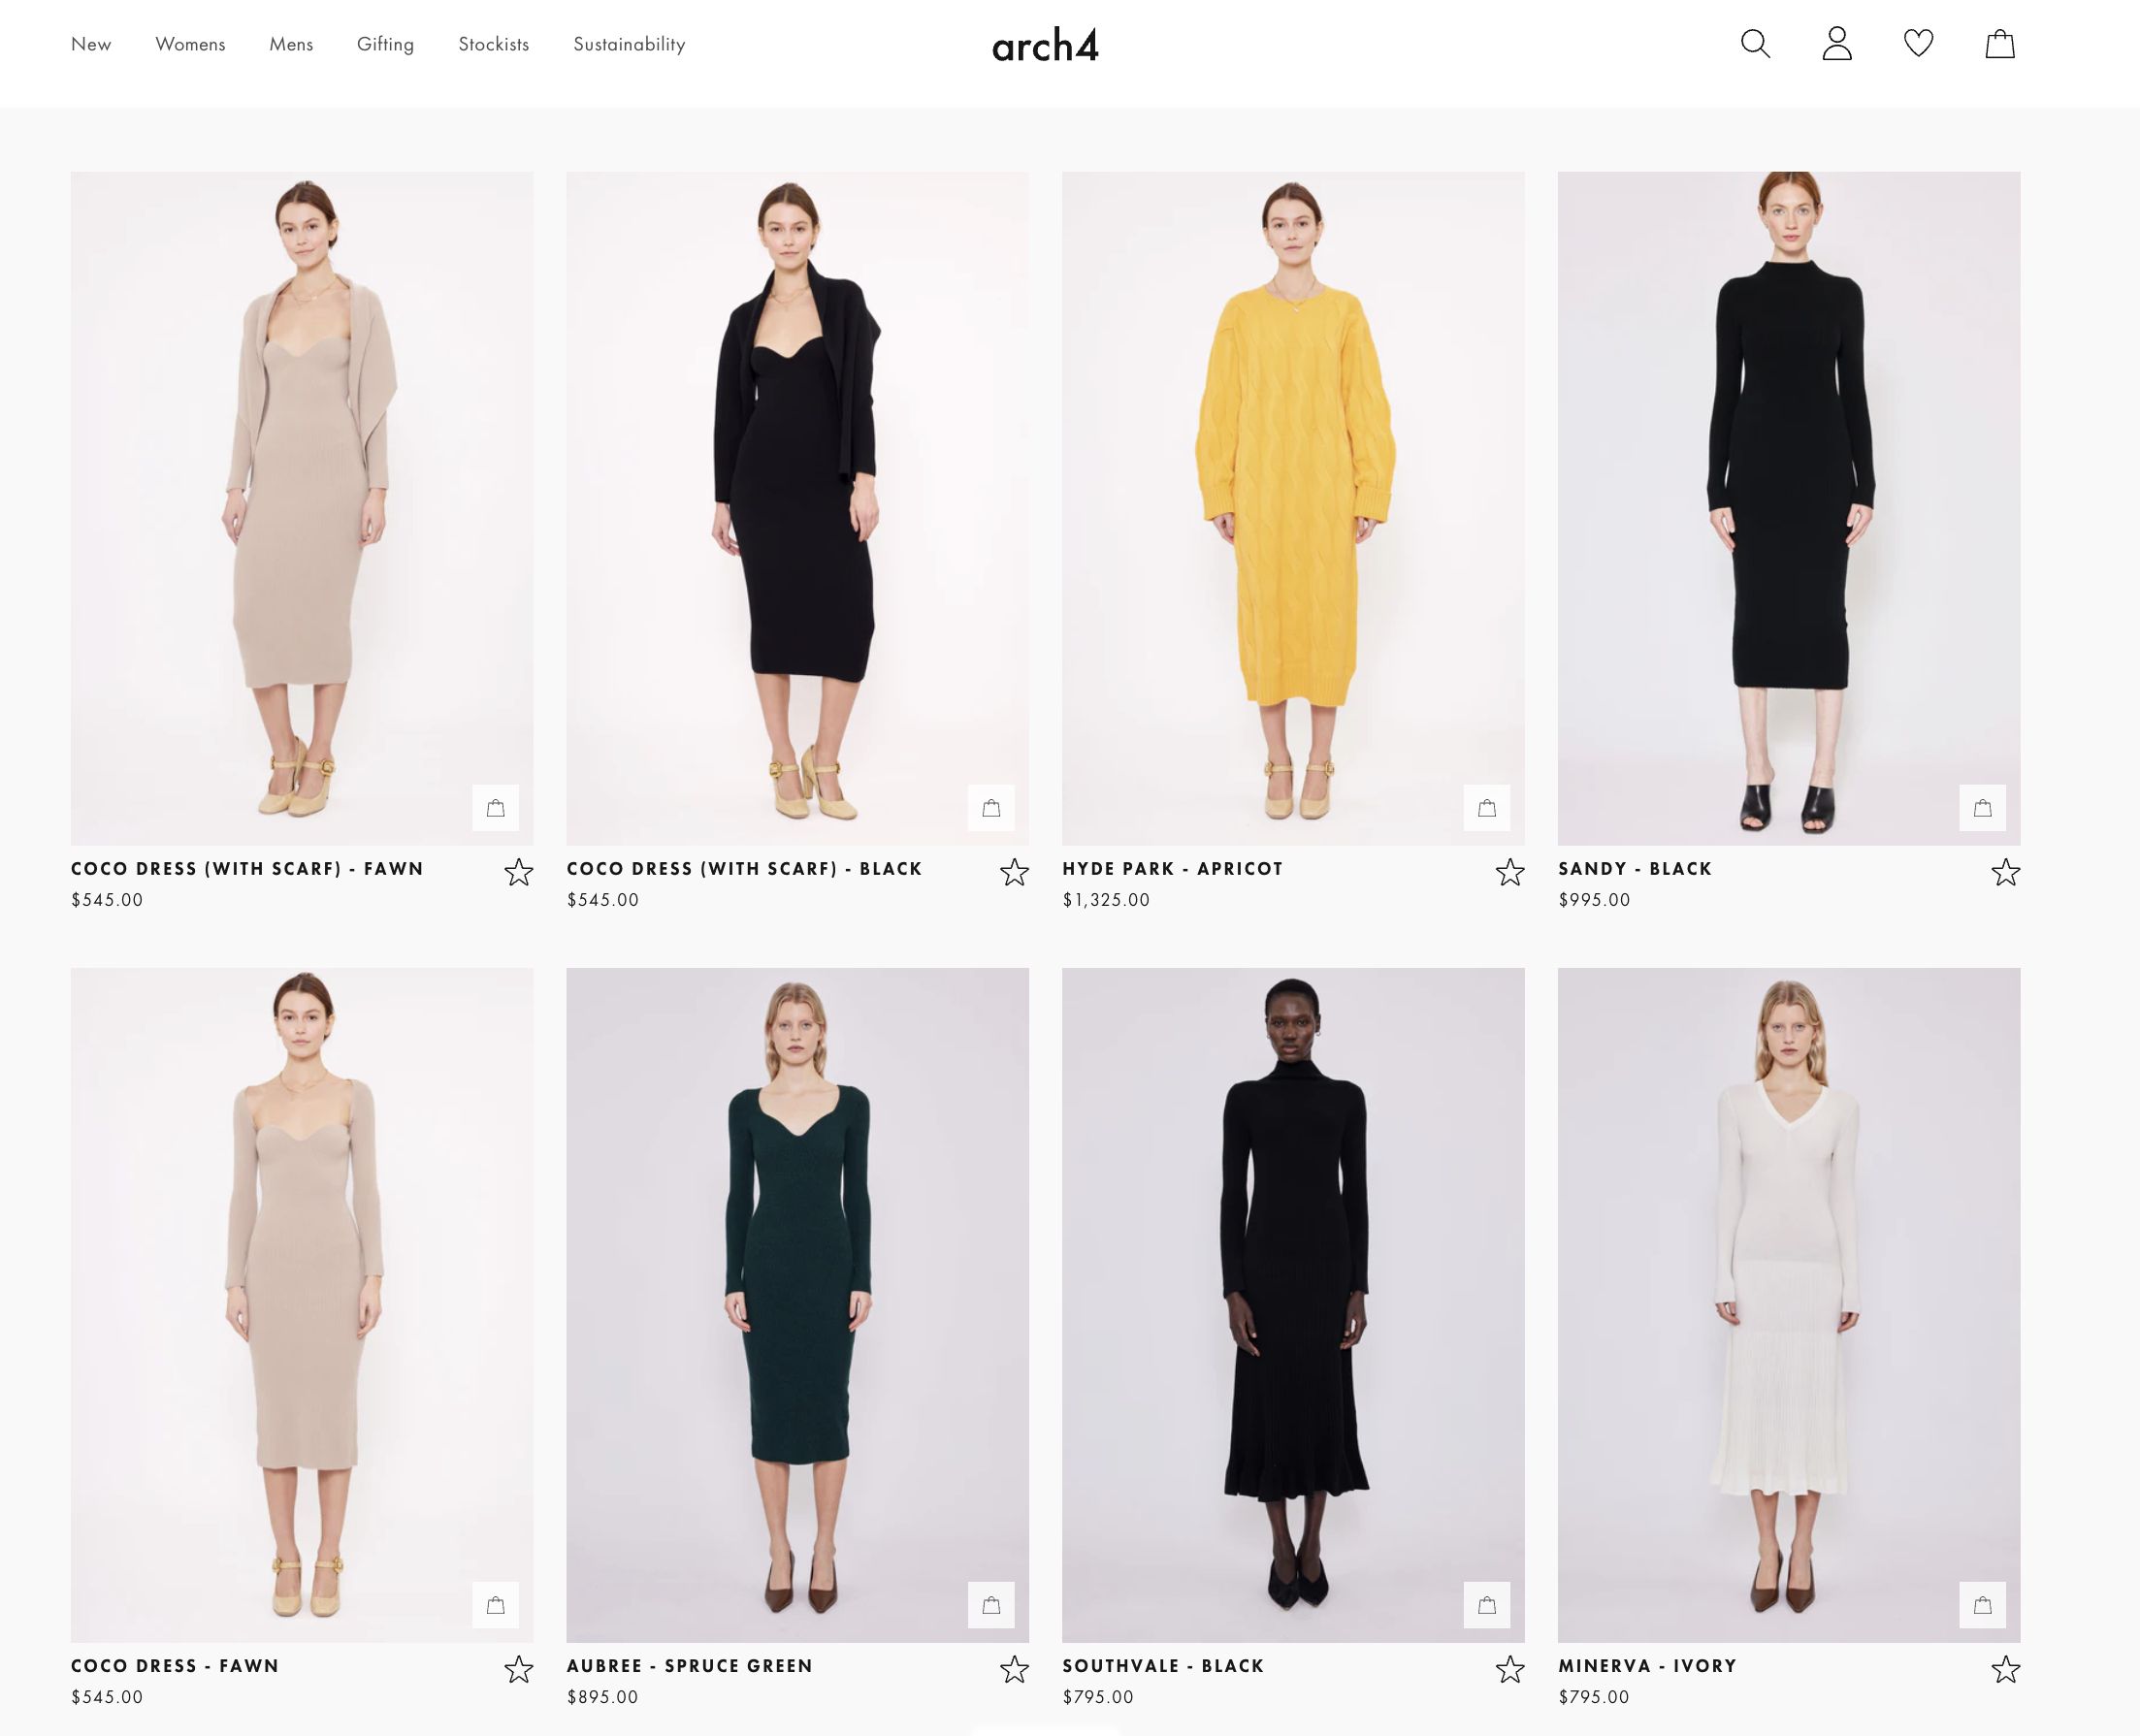 New Womens Mens Gifting Stockists Sustainability arch4
COCO DRESS (WITH SCARF) - FAWN
$545.00
COCO DRESS (WITH SCARF) - BLACK
$545.00
HYDE PARK - APRICOT
$1,325.00
SANDY - BLACK
$995.00
COCO DRESS - FAWN
$545.00
AUBREE - SPRUCE GREEN
$895.00
SOUTHVALE - BLACK
$795.00
MINERVA - IVORY
$795.00